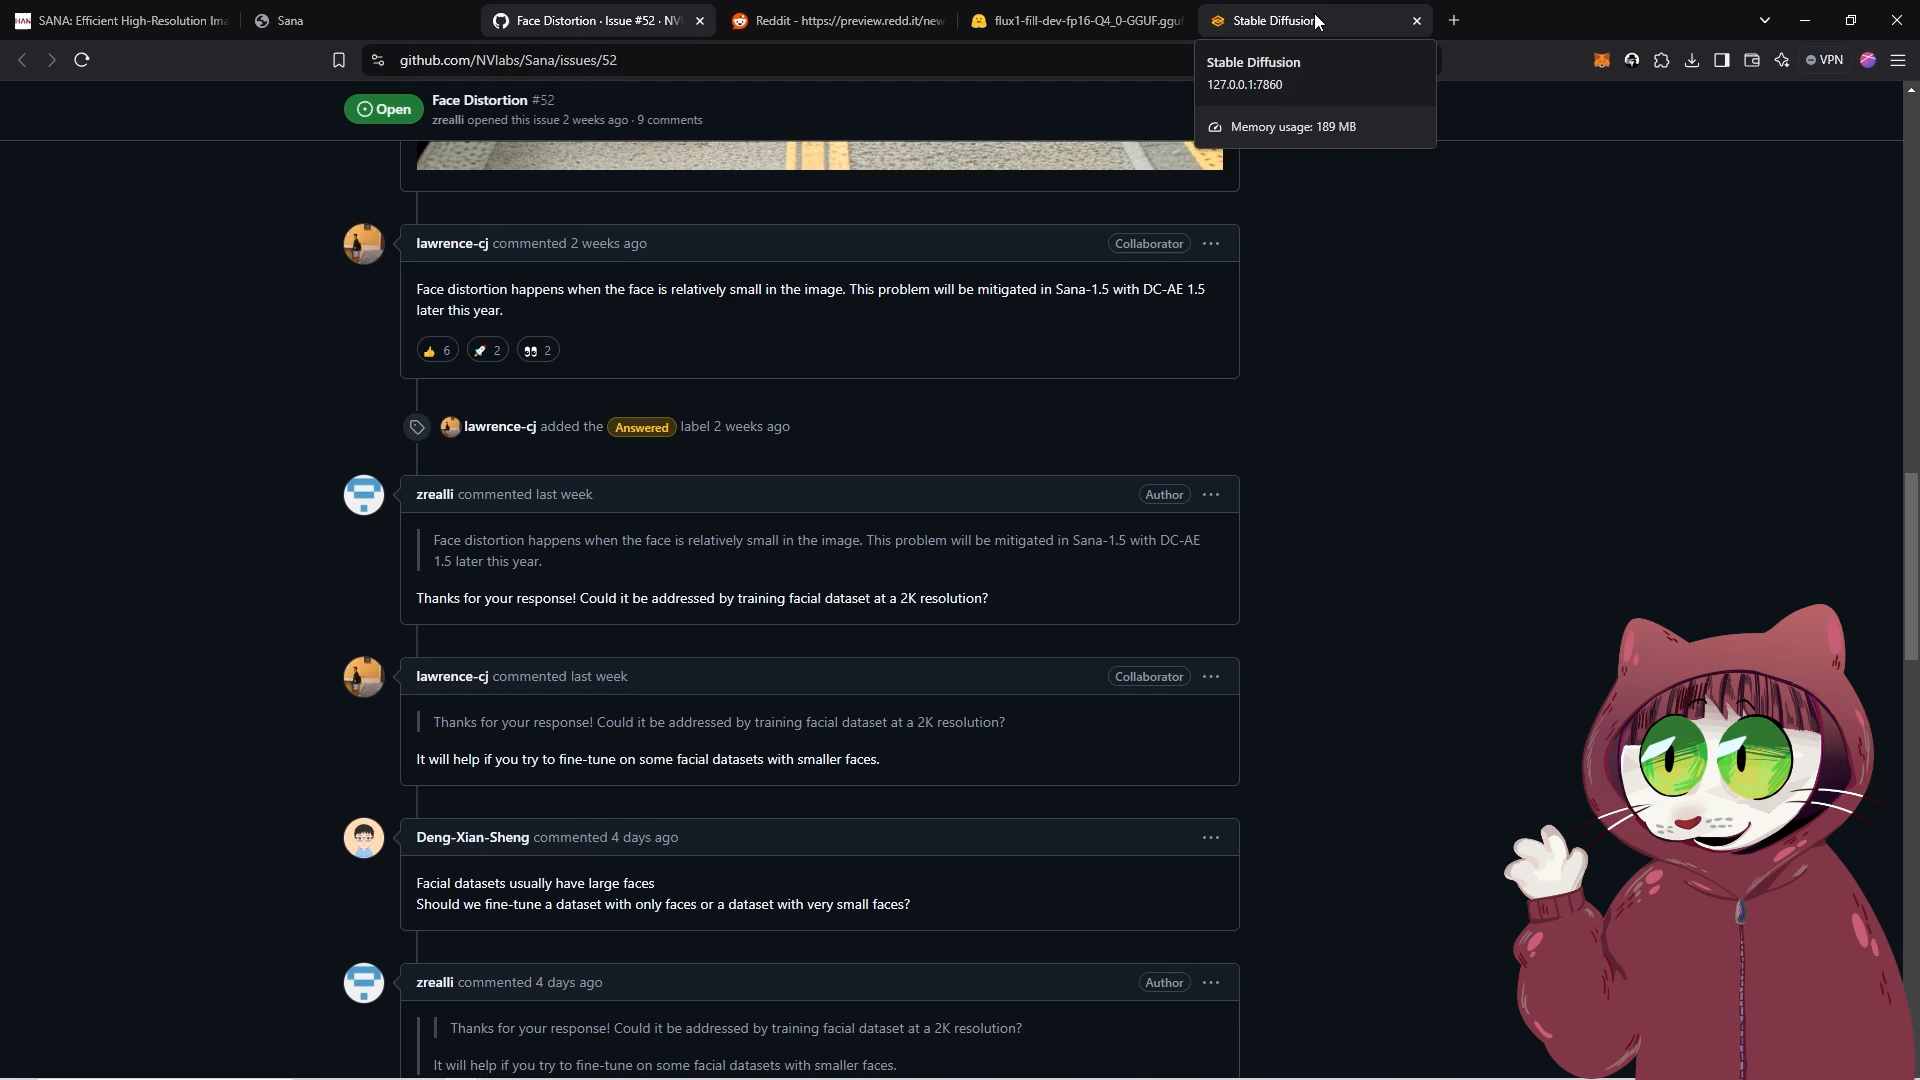 SANA: Efficient High-Resolution Ima
Sana
Face Distortion · Issue #52 · NV
Reddit - https://preview.redd.it/new
flux1-fill-dev-fp16-Q4_0-GGUF.gguf
Stable Diffusion
github.com/NVlabs/Sana/issues/52
VPN
Stable Diffusion
127.0.0.1:7860
Memory usage: 189 MB
Open
Face Distortion #52
zrealli opened this issue 2 weeks ago · 9 comments
lawrence-cj commented 2 weeks ago
Collaborator
Face distortion happens when the face is relatively small in the image. This problem will be mitigated in Sana-1.5 with DC-AE 1.5
later this year.
6
2
2
lawrence-cj added the Answered label 2 weeks ago
zrealli commented last week
Author
Face distortion happens when the face is relatively small in the image. This problem will be mitigated in Sana-1.5 with DC-AE
1.5 later this year.
Thanks for your response! Could it be addressed by training facial dataset at a 2K resolution?
lawrence-cj commented last week
Collaborator
Thanks for your response! Could it be addressed by training facial dataset at a 2K resolution?
It will help if you try to fine-tune on some facial datasets with smaller faces.
Deng-Xian-Sheng commented 4 days ago
Facial datasets usually have large faces
Should we fine-tune a dataset with only faces or a dataset with very small faces?
zrealli commented 4 days ago
Author
Thanks for your response! Could it be addressed by training facial dataset at a 2K resolution?
It will help if you try to fine-tune on some facial datasets with smaller faces.